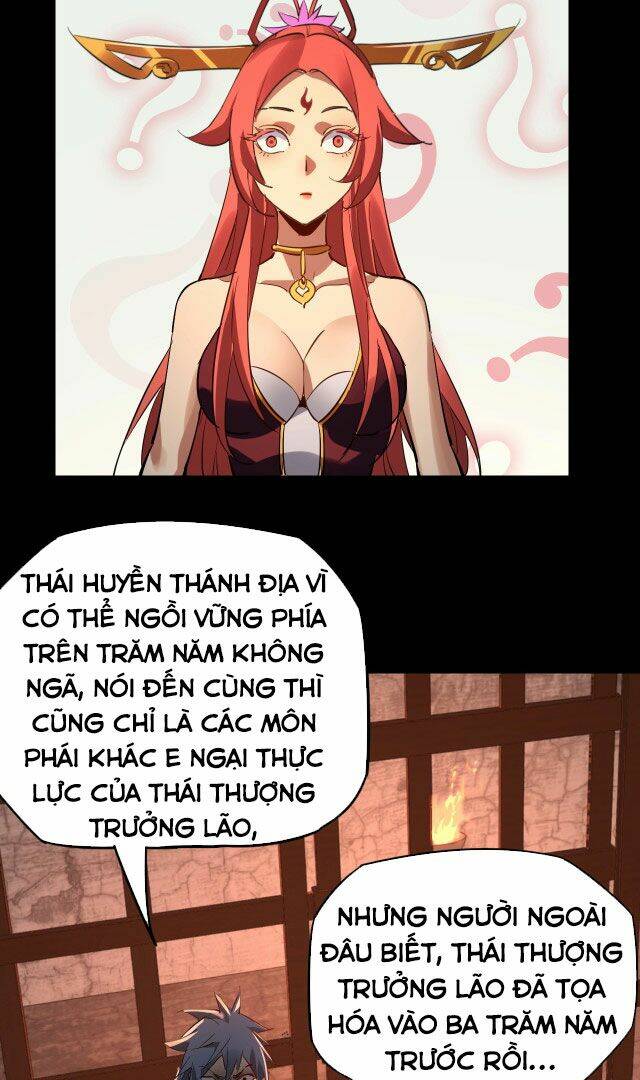 THÁI HUYỀN THÁNH ĐỊA VÌ
CÓ THỂ NGỒI VỮNG PHÍA
TRÊN TRĂM NĂM KHÔNG
NGÃ, NÓI ĐẾN CÙNG THÌ
CŨNG CHỈ LÀ CÁC MÔN
PHÁI KHÁC E NGẠI THỰC
LỰC CỦA THÁI THƯỢNG
TRƯỞNG LÃO,
NHƯNG NGƯỜI NGOÀI
ĐÂU BIẾT, THÁI THƯỢNG
TRƯỞNG LÃO ĐÃ TỌA
HÓA VÀO BA TRĂM NĂM
TRƯỚC RỒI...